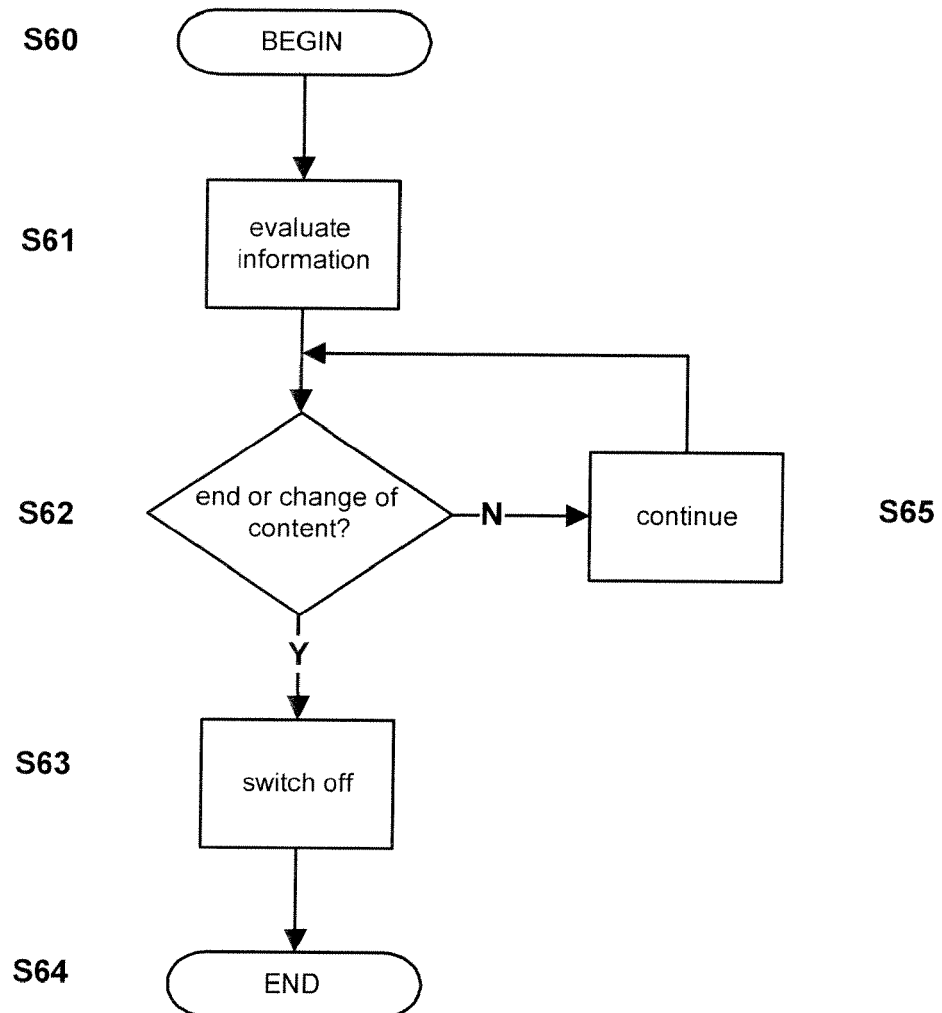 S60
BEGIN
S61
evaluate
information
S62
end or change of
content?
N
continue
S65
Y
S63
switch off
S64
END